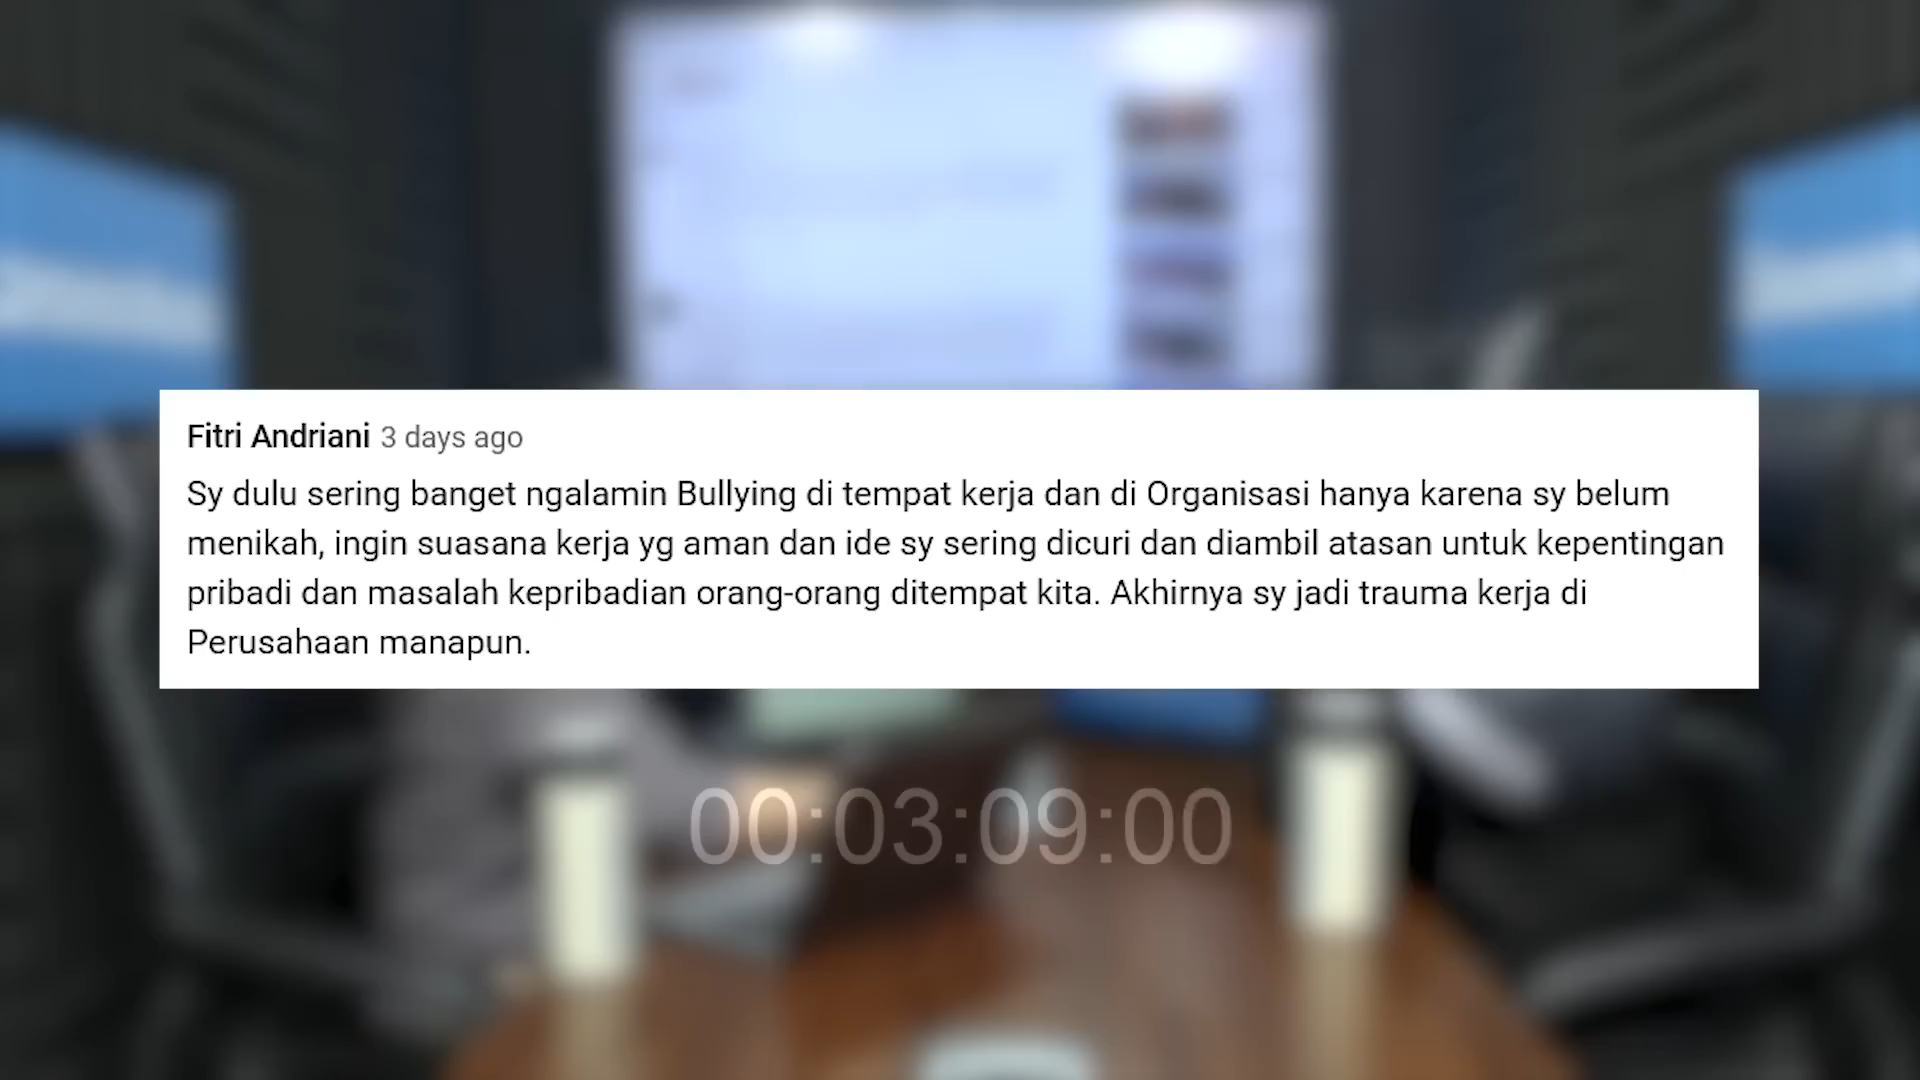 Fitri Andriani 3 days ago
Sy dulu sering banget ngalamin Bullying di tempat kerja dan di Organisasi hanya karena sy belum
menikah, ingin suasana kerja yg aman dan ide sy sering dicuri dan diambil atasan untuk kepentingan
pribadi dan masalah kepribadian orang-orang ditempat kita. Akhirnya sy jadi trauma kerja di
Perusahaan manapun.
00:03:09:00